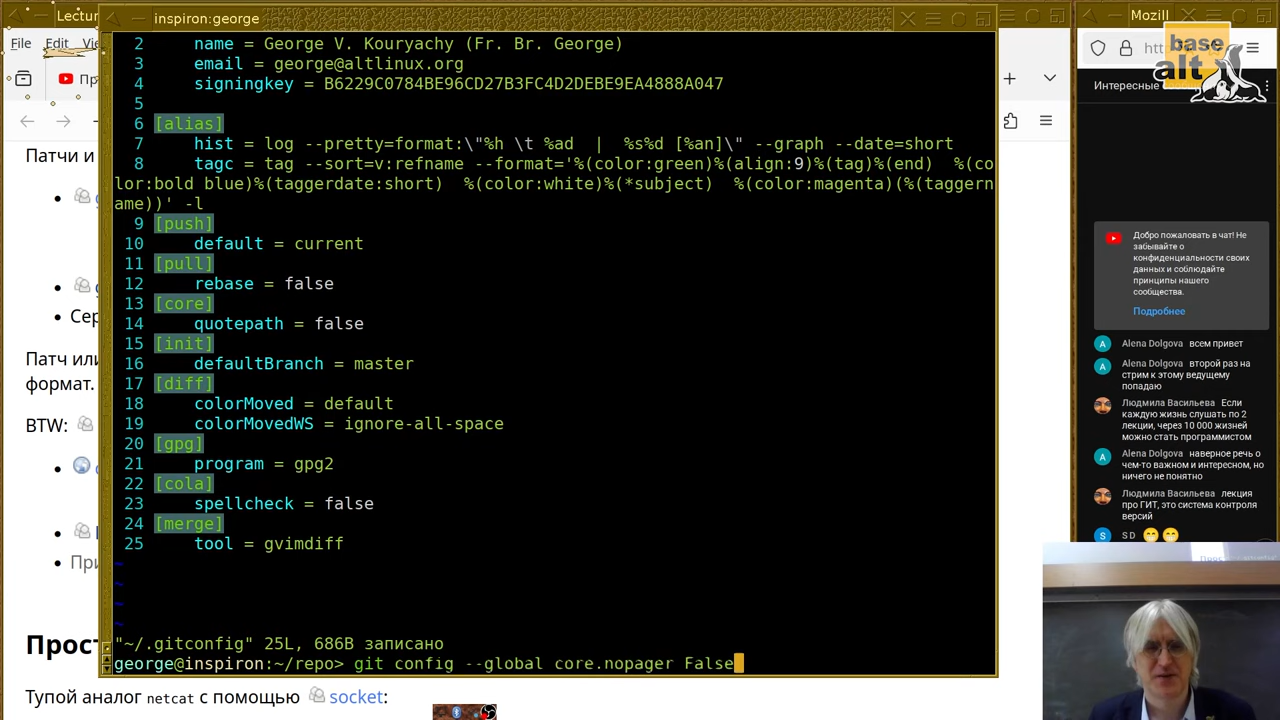 Lectur
inspiron:george
Mozill
File Edit Vi
Пр
htt
base
alt
Интересные
Патчи и
Сер
Патч или
формат.
BTW:
При
Прост
Тупой аналог netcat с помощью socket:
2 name = George V. Kouryachy (Fr. Br. George)
3 email = george@altlinux.org
4 signingkey = B6229C0784BE96CD27B3FC4D2DEBE9EA4888A047
5
6 [alias]
7 hist = log --pretty=format:\"%h \t %ad | %s%d [%an]\" --graph --date=short
8 tagc = tag --sort=v:refname --format='%(color:green)%(align:9)%(tag)%(end) %(co
lor:bold blue)%(taggerdate:short) %(color:white)%(*subject) %(color:magenta)(%(taggern
ame))' -l
9 [push]
10 default = current
11 [pull]
12 rebase = false
13 [core]
14 quotepath = false
15 [init]
16 defaultBranch = master
17 [diff]
18 colorMoved = default
19 colorMovedWS = ignore-all-space
20 [gpg]
21 program = gpg2
22 [cola]
23 spellcheck = false
24 [merge]
25 tool = gvimdiff
~
~
~
~
"~/.gitconfig" 25L, 686B записано
george@inspiron:~/repo> git config --global core.nopager False
Добро пожаловать в чат! Не
забывайте о
конфиденциальности своих
данных и соблюдайте
принципы нашего
сообщества.
Подробнее
A Alena Dolgova всем привет
A Alena Dolgova второй раз на
стрим к этому ведущему
попадаю
Людмила Васильева Если
каждую жизнь слушать по 2
лекции, через 10 000 жизней
можно стать программистом
A Alena Dolgova наверное речь о
чем-то важном и интересном, но
ничего не понятно
Людмила Васильева лекция
про ГИТ, это система контроля
версий
S S D 😁😁